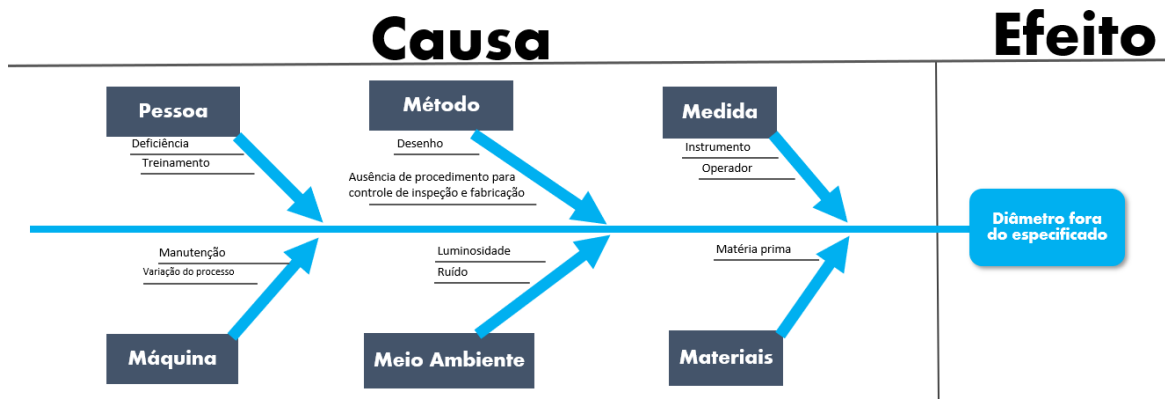 Causa
Efeito
Pessoa
Deficiência
Treinamento
Método
Desenho
Ausência de procedimento para
controle de inspeção e fabricação
Medida
Instrumento
Operador
Diâmetro fora
do especificado
Manutenção
Variação do processo
Máquina
Luminosidade
Ruído
Meio Ambiente
Matéria prima
Materiais